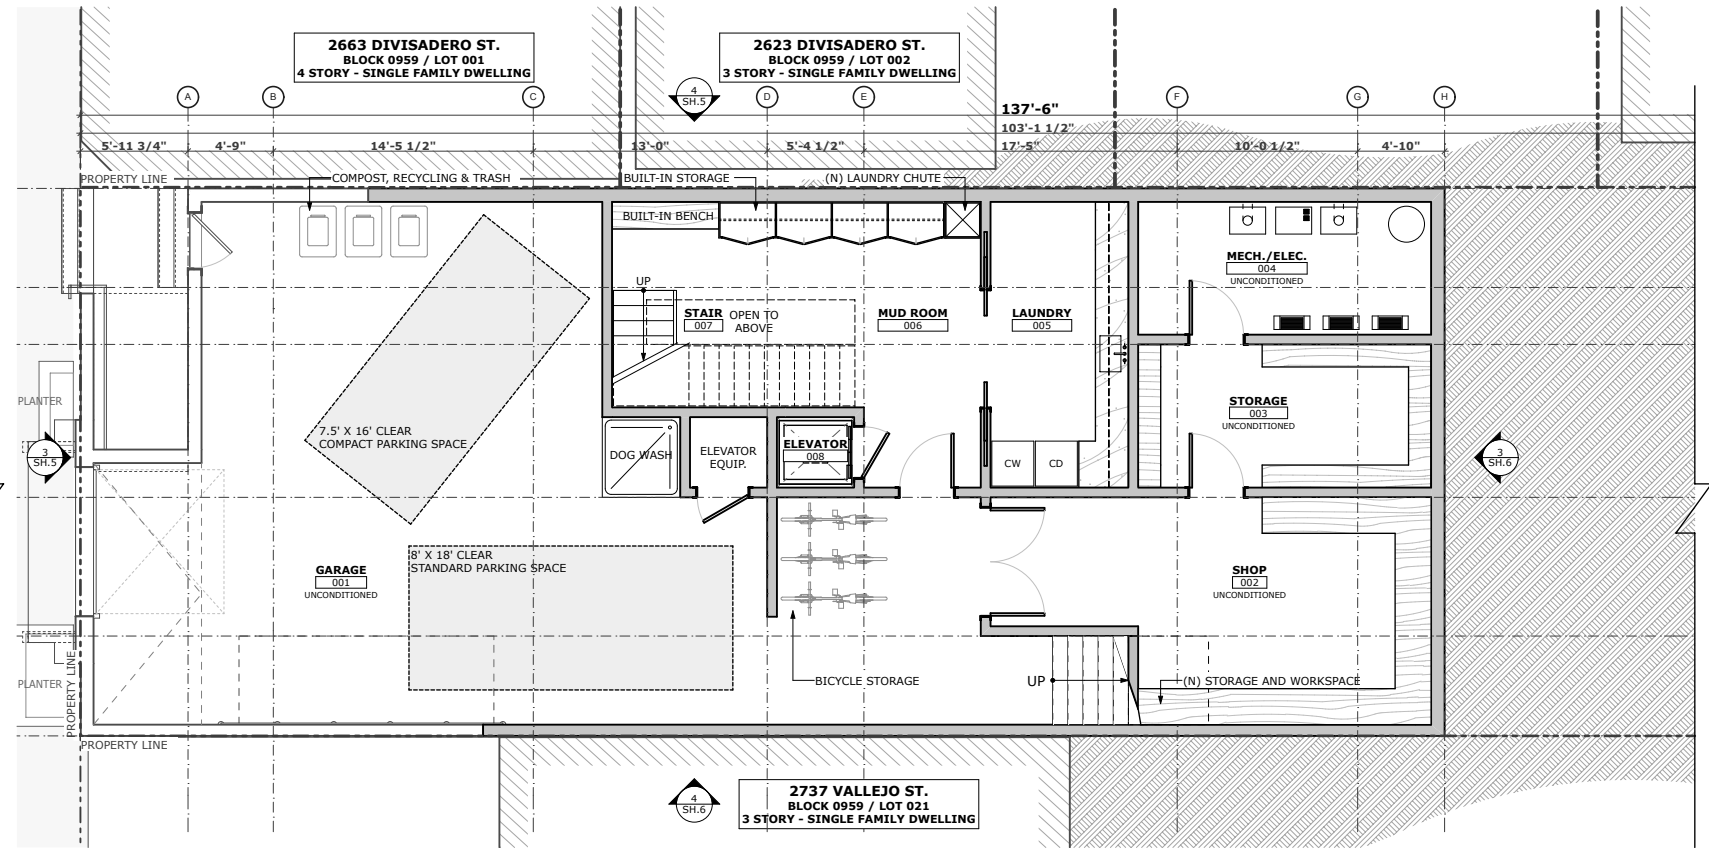 2663 DIVISADERO ST.
BLOCK 0959 / LOT 001
4 STORY - SINGLE FAMILY DWELLING
2623 DIVISADERO ST.
BLOCK 0959 / LOT 002
3 STORY - SINGLE FAMILY DWELLING
4
SH.5
A
B
C
D
E
F
G
H
137'-6"
103'-1 1/2"
5'-11 3/4"
4'-9"
14'-5 1/2"
13'-0"
5'-4 1/2"
17'-5"
10'-0 1/2"
4'-10"
PROPERTY LINE
COMPOST, RECYCLING & TRASH
BUILT-IN STORAGE
(N) LAUNDRY CHUTE
BUILT-IN BENCH
MECH./ELEC.
004
UNCONDITIONED
UP
STAIR
007
OPEN TO
ABOVE
MUD ROOM
006
LAUNDRY
005
PLANTER
STORAGE
003
UNCONDITIONED
7.5' X 16' CLEAR
COMPACT PARKING SPACE
3
SH.5
DOG WASH
ELEVATOR
EQUIP.
ELEVATOR
008
CW
CD
3
SH.6
8' X 18' CLEAR
STANDARD PARKING SPACE
GARAGE
001
UNCONDITIONED
SHOP
002
UNCONDITIONED
PLANTER
PROPERTY LINE
BICYCLE STORAGE
UP
(N) STORAGE AND WORKSPACE
PROPERTY LINE
4
SH.6
2737 VALLEJO ST.
BLOCK 0959 / LOT 021
3 STORY - SINGLE FAMILY DWELLING